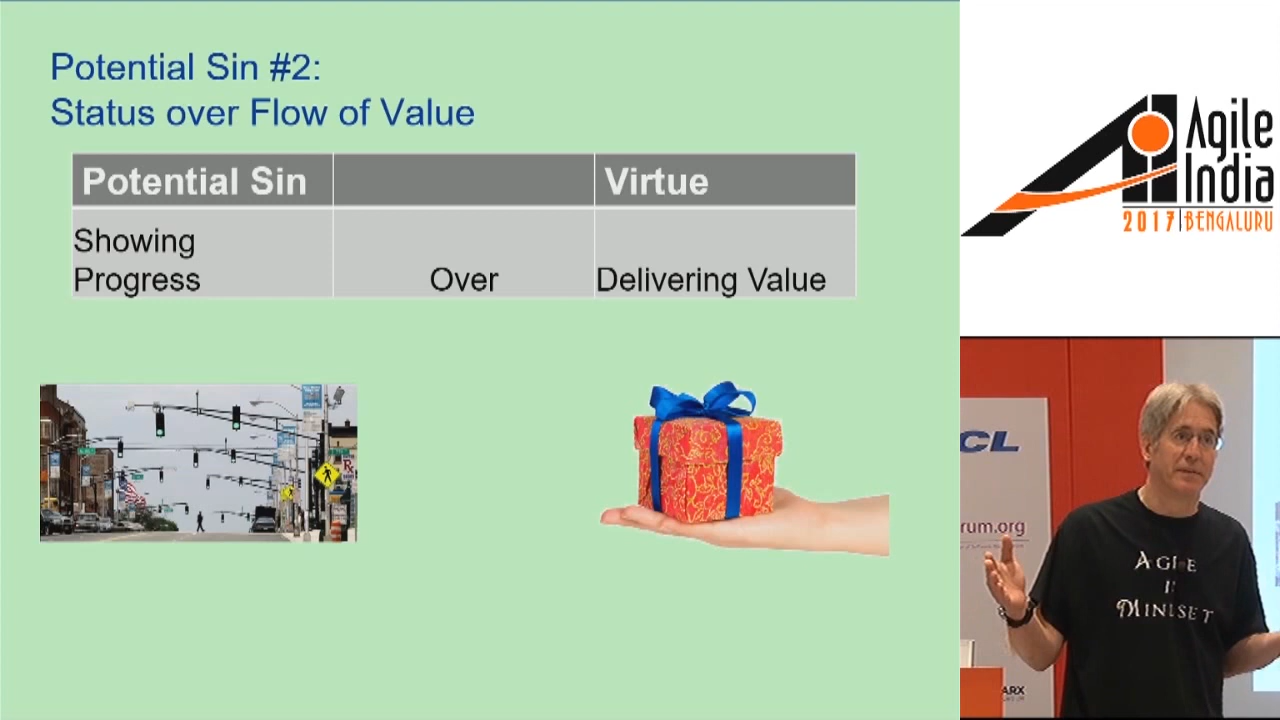 Potential Sin #2:
Status over Flow of Value
Potential Sin
Virtue
Showing
Progress
Over
Delivering Value
Agile
India
2017 | BENGALURU
CL
rum.org
AGILE
MINDSET
ARX